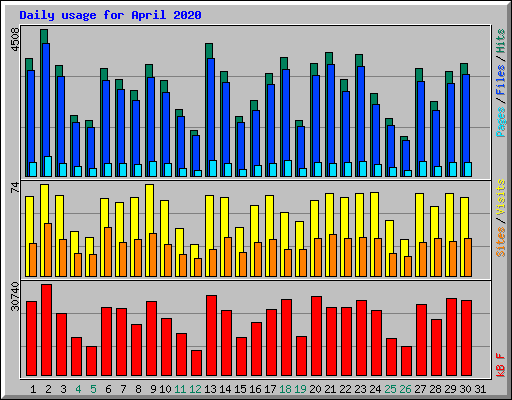 Daily usage for April 2020
4508
Pages / Files / Hits
74
Sites / Visits
30740
kB F
1 2 3 4 5 6 7 8 9 10 11 12 13 14 15 16 17 18 19 20 21 22 23 24 25 26 27 28 29 30 31